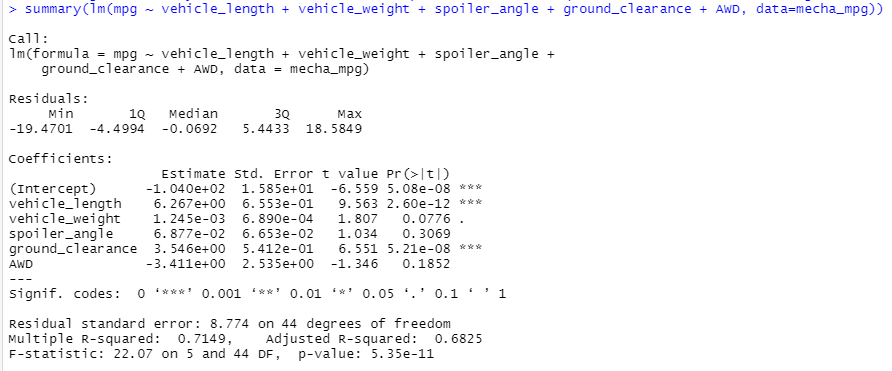 > summary(lm(mpg ~ vehicle_length + vehicle_weight + spoiler_angle + ground_clearance + AWD, data=mecha_mpg))
Call:
lm(formula = mpg ~ vehicle_length + vehicle_weight + spoiler_angle +
    ground_clearance + AWD, data = mecha_mpg)
Residuals:
     Min       1Q   Median       3Q      Max
-19.4701  -4.4994  -0.0692   5.4433  18.5849
Coefficients:
                   Estimate Std. Error t value Pr(>|t|)
(Intercept)      -1.040e+02  1.585e+01  -6.559 5.08e-08 ***
vehicle_length    6.267e+00  6.553e-01   9.563 2.60e-12 ***
vehicle_weight    1.245e-03  6.890e-04   1.807   0.0776 .
spoiler_angle     6.877e-02  6.653e-02   1.034   0.3069
ground_clearance  3.546e+00  5.412e-01   6.551 5.21e-08 ***
AWD              -3.411e+00  2.535e+00  -1.346   0.1852
---
Signif. codes:  0 ‘***’ 0.001 ‘**’ 0.01 ‘*’ 0.05 ‘.’ 0.1 ‘ ’ 1
Residual standard error: 8.774 on 44 degrees of freedom
Multiple R-squared:  0.7149,    Adjusted R-squared:  0.6825
F-statistic: 22.07 on 5 and 44 DF,  p-value: 5.35e-11